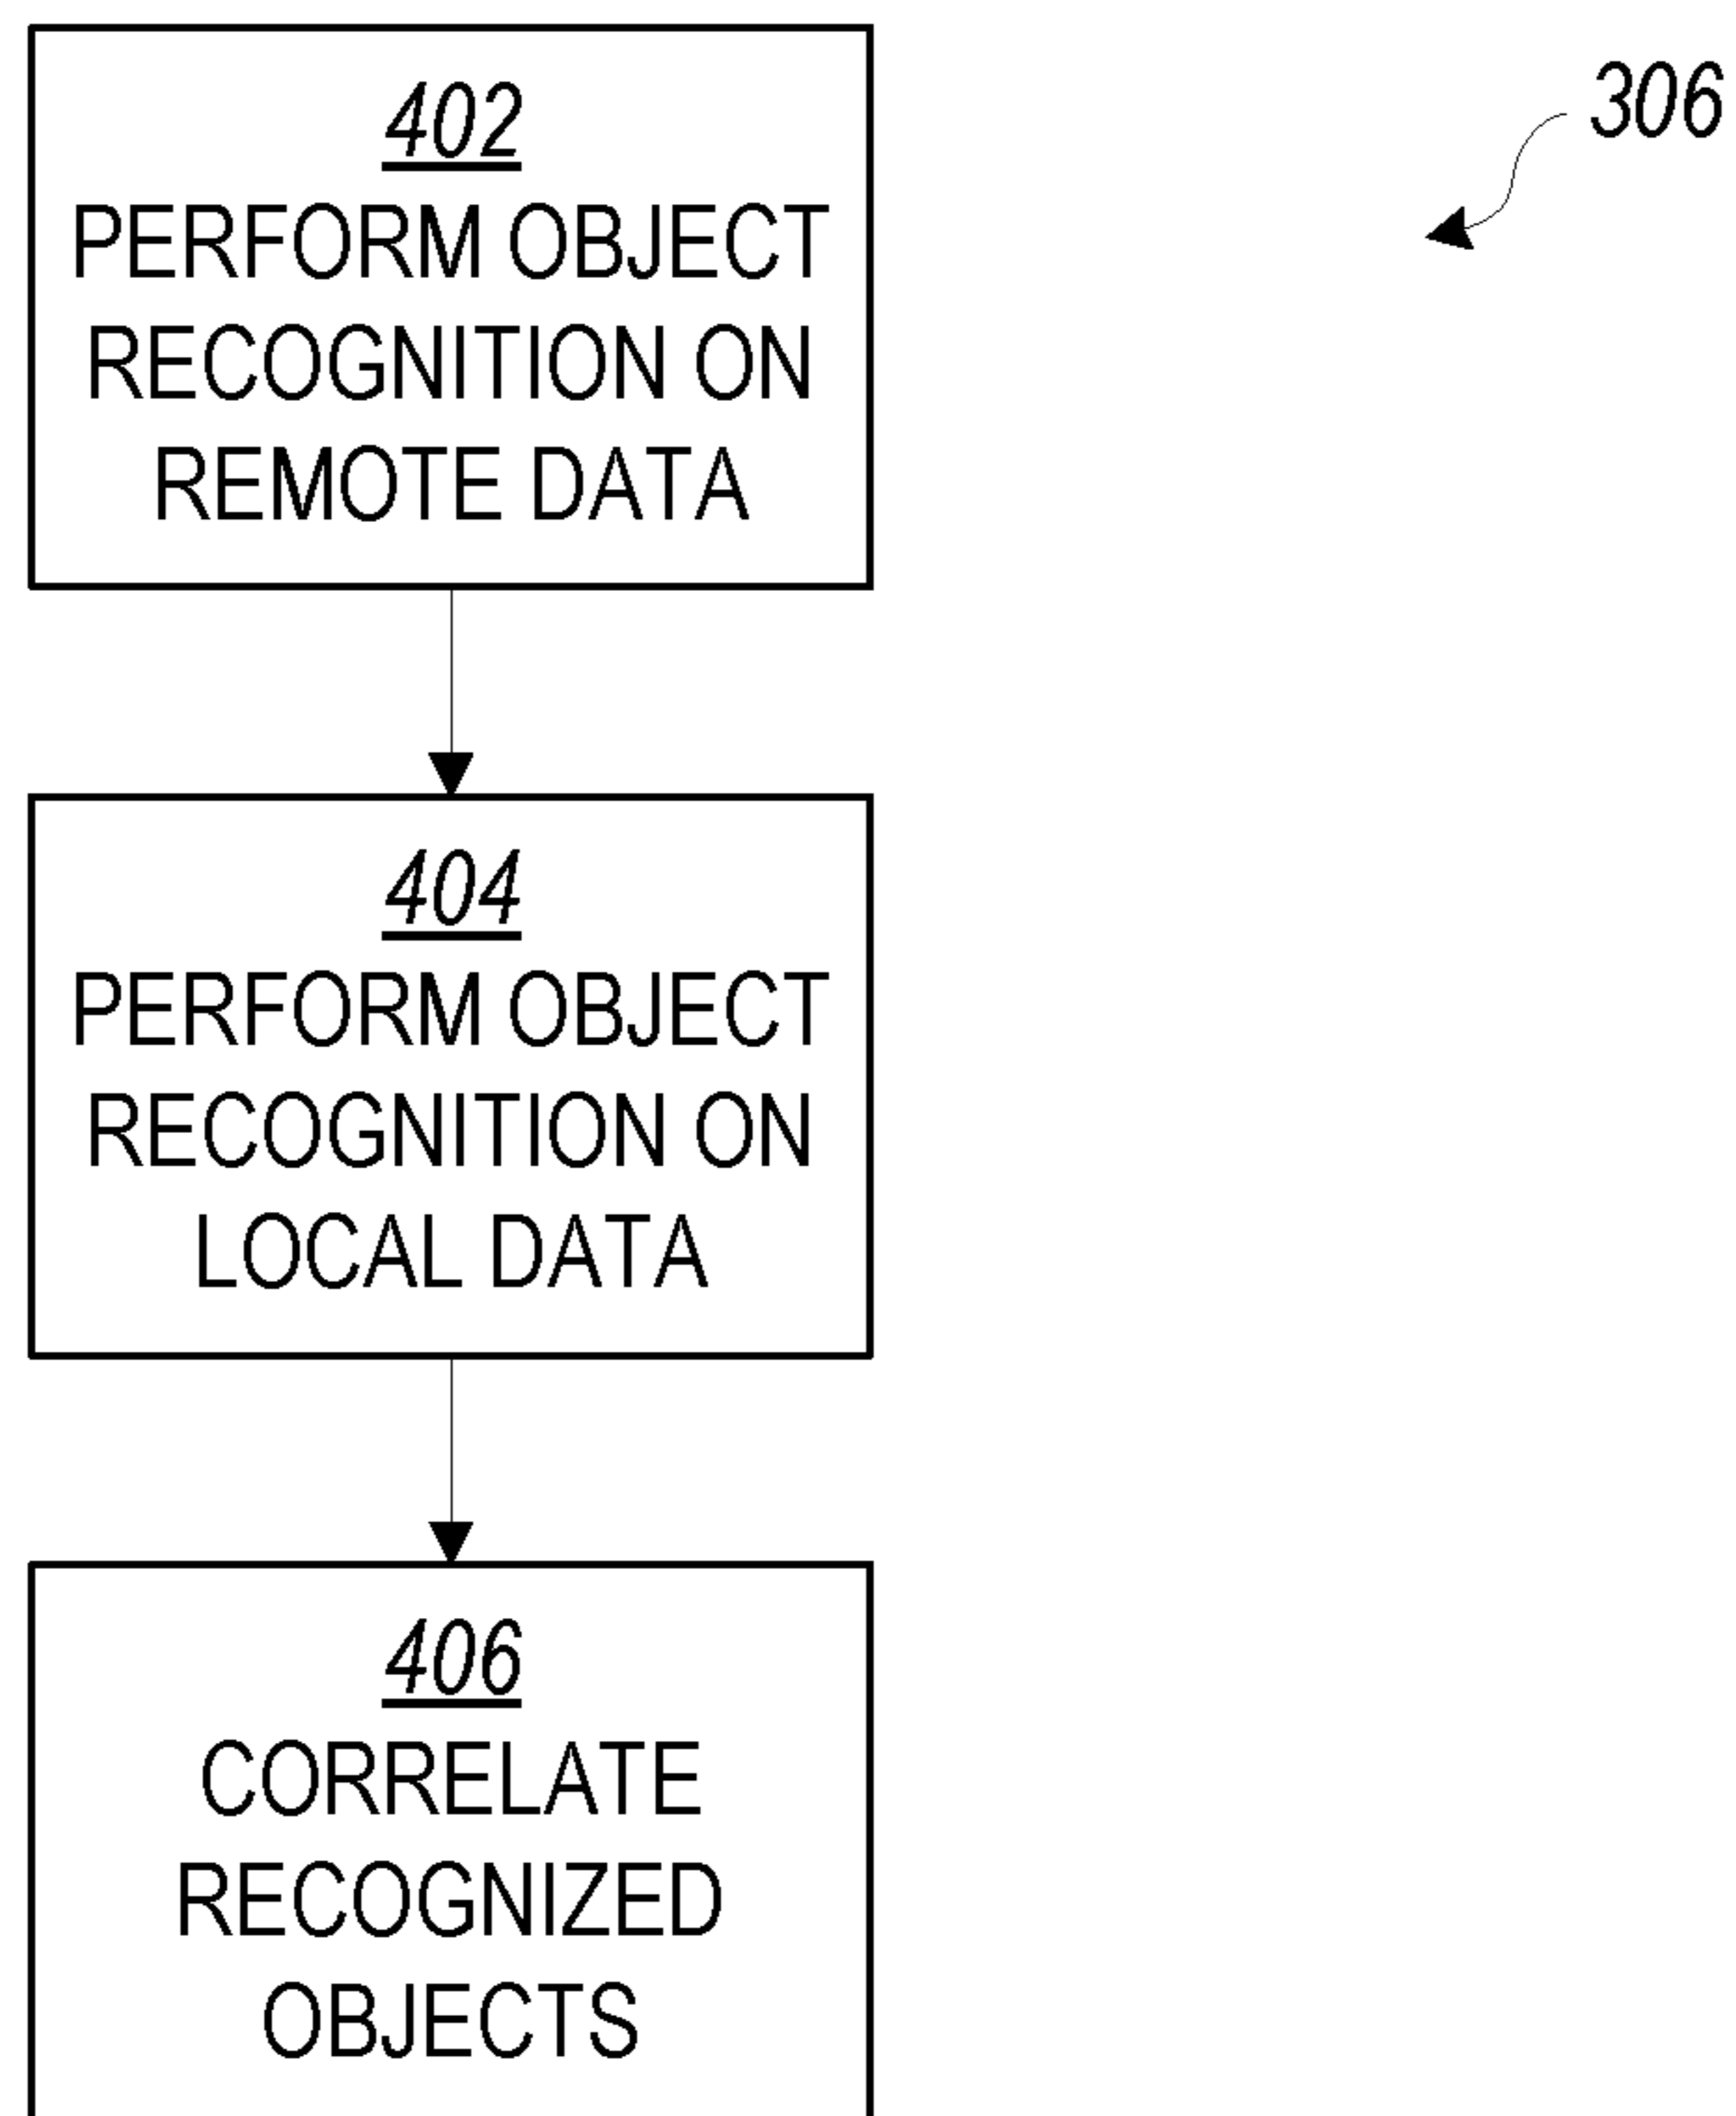 402
PERFORM OBJECT
RECOGNITION ON
REMOTE DATA
306
404
PERFORM OBJECT
RECOGNITION ON
LOCAL DATA
406
CORRELATE
RECOGNIZED
OBJECTS